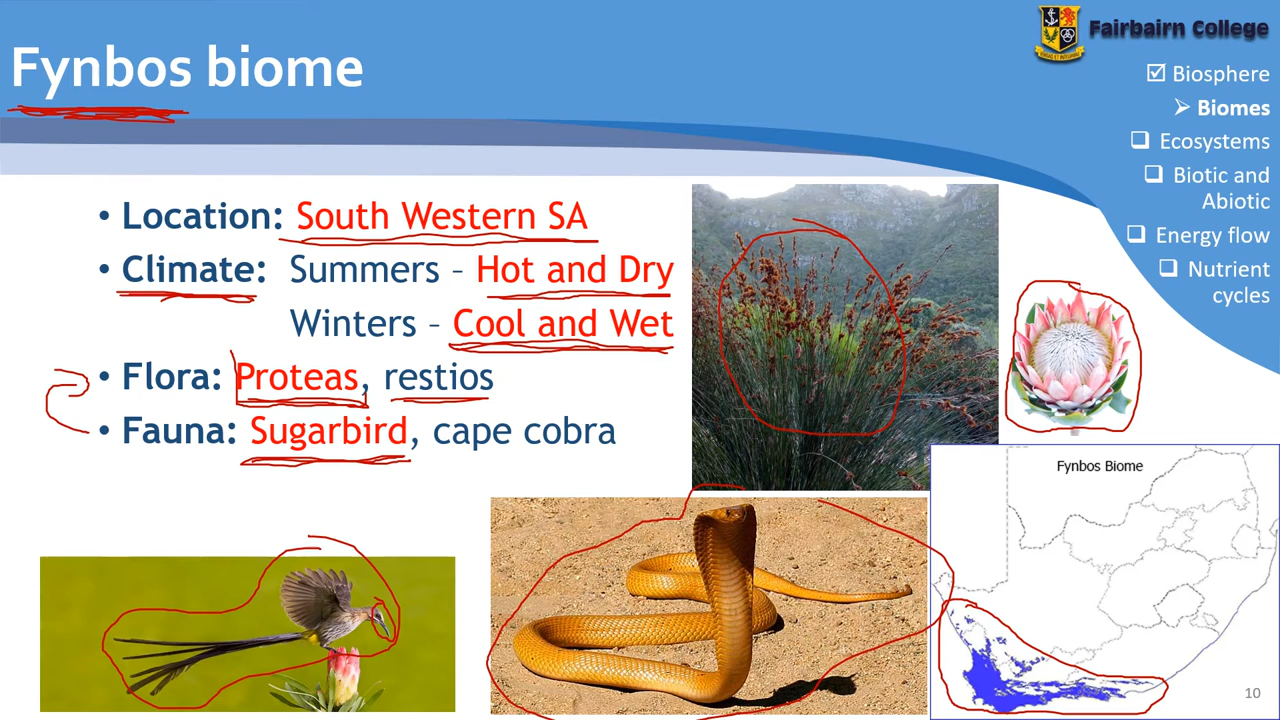 Fynbos biome
Fairbairn College
☑ Biosphere
➢ Biomes
❑ Ecosystems
❑ Biotic and
Abiotic
❑ Energy flow
❑ Nutrient
cycles
• Location: South Western SA
• Climate: Summers – Hot and Dry
Winters – Cool and Wet
• Flora: Proteas, restios
• Fauna: Sugarbird, cape cobra
Fynbos Biome
10